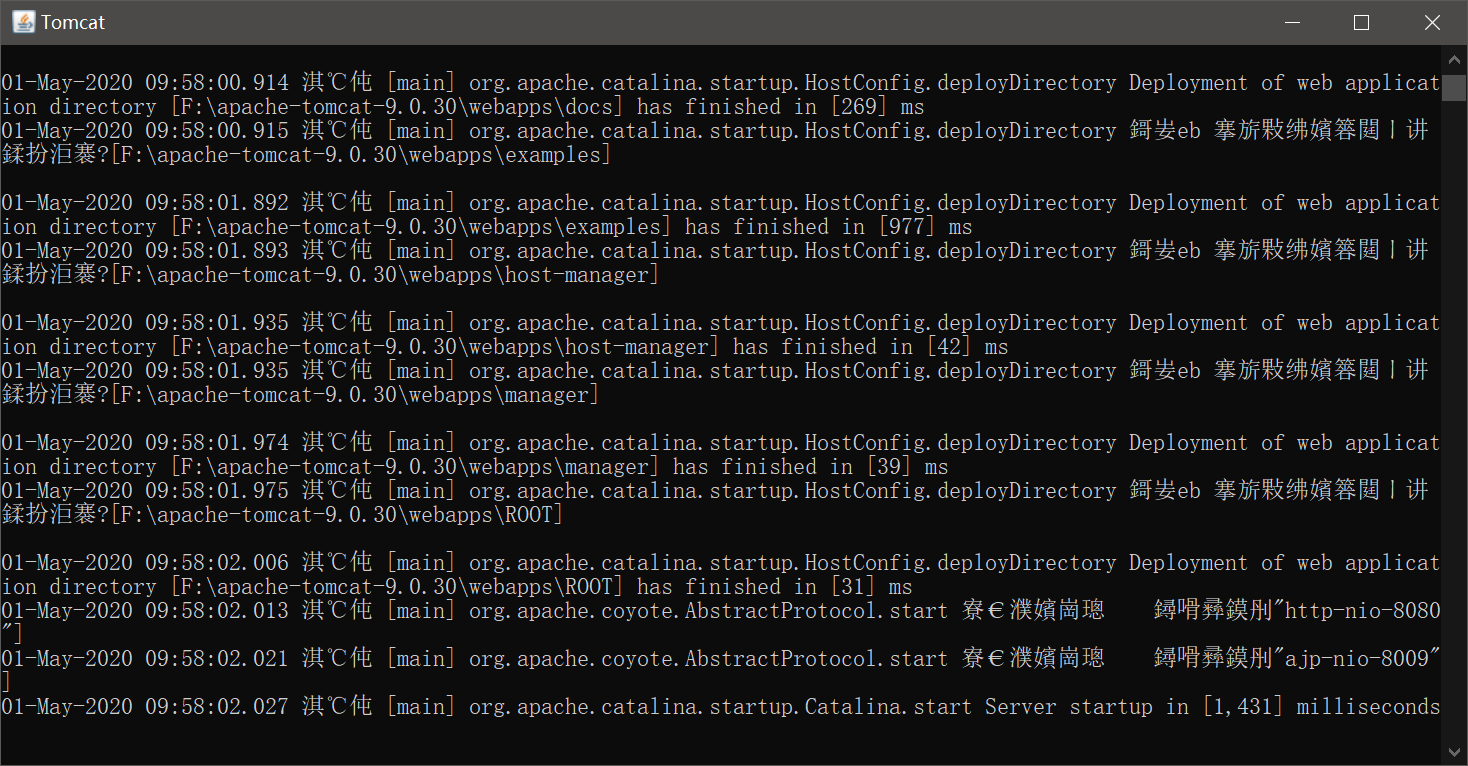 Tomcat
01-May-2020 09:58:00.914 淇℃伅 [main] org.apache.catalina.startup.HostConfig.deployDirectory Deployment of web applicat
ion directory [F:\apache-tomcat-9.0.30\webapps\docs] has finished in [269] ms
01-May-2020 09:58:00.915 淇℃伅 [main] org.apache.catalina.startup.HostConfig.deployDirectory 鎶妛eb 搴旂敤绋嬪簭閮ㄧ讲
鍒扮洰褰?[F:\apache-tomcat-9.0.30\webapps\examples]
01-May-2020 09:58:01.892 淇℃伅 [main] org.apache.catalina.startup.HostConfig.deployDirectory Deployment of web applicat
ion directory [F:\apache-tomcat-9.0.30\webapps\examples] has finished in [977] ms
01-May-2020 09:58:01.893 淇℃伅 [main] org.apache.catalina.startup.HostConfig.deployDirectory 鎶妛eb 搴旂敤绋嬪簭閮ㄧ讲
鍒扮洰褰?[F:\apache-tomcat-9.0.30\webapps\host-manager]
01-May-2020 09:58:01.935 淇℃伅 [main] org.apache.catalina.startup.HostConfig.deployDirectory Deployment of web applicat
ion directory [F:\apache-tomcat-9.0.30\webapps\host-manager] has finished in [42] ms
01-May-2020 09:58:01.935 淇℃伅 [main] org.apache.catalina.startup.HostConfig.deployDirectory 鎶妛eb 搴旂敤绋嬪簭閮ㄧ讲
鍒扮洰褰?[F:\apache-tomcat-9.0.30\webapps\manager]
01-May-2020 09:58:01.974 淇℃伅 [main] org.apache.catalina.startup.HostConfig.deployDirectory Deployment of web applicat
ion directory [F:\apache-tomcat-9.0.30\webapps\manager] has finished in [39] ms
01-May-2020 09:58:01.975 淇℃伅 [main] org.apache.catalina.startup.HostConfig.deployDirectory 鎶妛eb 搴旂敤绋嬪簭閮ㄧ讲
鍒扮洰褰?[F:\apache-tomcat-9.0.30\webapps\ROOT]
01-May-2020 09:58:02.006 淇℃伅 [main] org.apache.catalina.startup.HostConfig.deployDirectory Deployment of web applicat
ion directory [F:\apache-tomcat-9.0.30\webapps\ROOT] has finished in [31] ms
01-May-2020 09:58:02.013 淇℃伅 [main] org.apache.coyote.AbstractProtocol.start 寮€濮嬪崗璁 鐞嗗彞鏌刐"http-nio-8080
"]
01-May-2020 09:58:02.021 淇℃伅 [main] org.apache.coyote.AbstractProtocol.start 寮€濮嬪崗璁 鐞嗗彞鏌刐"ajp-nio-8009"
]
01-May-2020 09:58:02.027 淇℃伅 [main] org.apache.catalina.startup.Catalina.start Server startup in [1,431] milliseconds